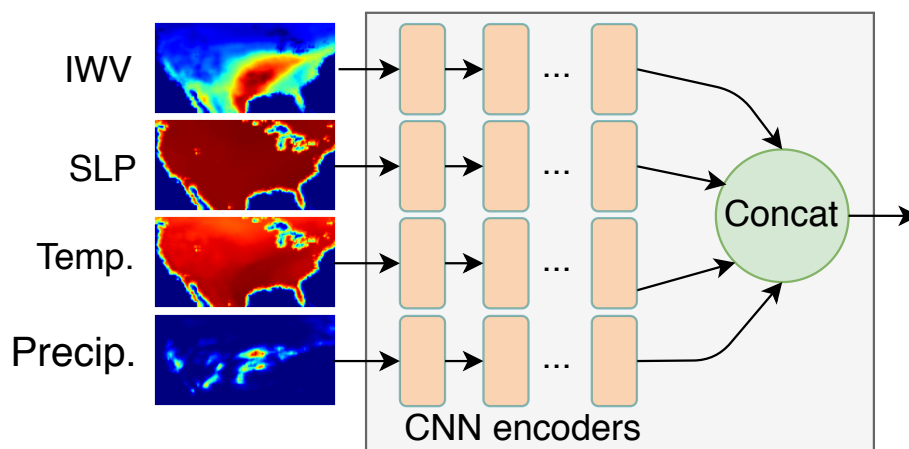 IWV
...
SLP
...
Concat
Temp.
...
Precip.
...
CNN encoders